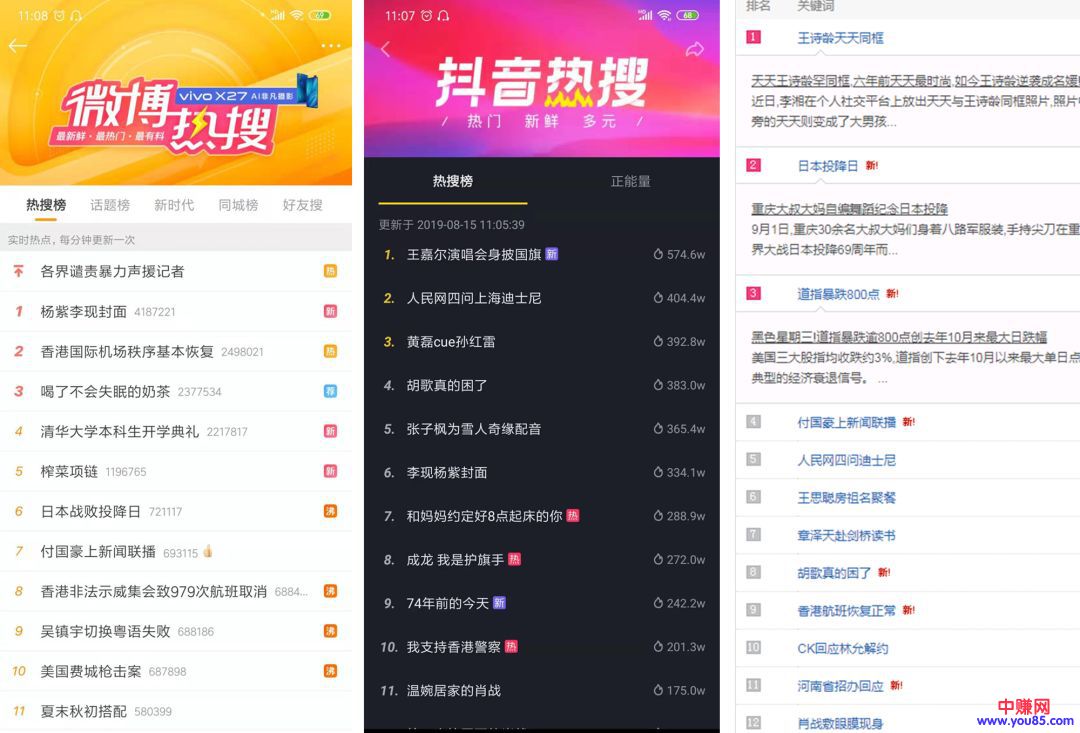 11:08
HD
69
微博热搜
vivo X27 AI非凡摄影
最新鲜·最热门·最有料
热搜榜 话题榜 新时代 同城榜 好友搜
实时热点，每分钟更新一次
各界谴责暴力声援记者 热
1 杨紫李现封面 4187221 新
2 香港国际机场秩序基本恢复 2498021 热
3 喝了不会失眠的奶茶 2377534 荐
4 清华大学本科生开学典礼 2217817 新
5 榨菜项链 1196765 新
6 日本战败投降日 721117 沸
7 付国豪上新闻联播 693115
8 香港非法示威集会致979次航班取消 6884... 沸
9 吴镇宇切换粤语失败 688186 沸
10 美国费城枪击案 687898 沸
11 夏末秋初搭配 580399
11:07
HD
68
抖音热搜
/ 热门 新鲜 多元 /
热搜榜 正能量
更新于 2019-08-15 11:05:39
1. 王嘉尔演唱会身披国旗 新 574.6w
2. 人民网四问上海迪士尼 404.4w
3. 黄磊cue孙红雷 392.8w
4. 胡歌真的困了 383.0w
5. 张子枫为雪人奇缘配音 365.4w
6. 李现杨紫封面 334.1w
7. 和妈妈约定好8点起床的你 热 288.9w
8. 成龙 我是护旗手 热 272.0w
9. 74年前的今天 新 242.2w
10. 我支持香港警察 热 201.3w
11. 温婉居家的肖战 175.0w
排名 关键词
1 王诗龄天天同框
天天王诗龄罕同框,六年前天天最时尚,如今王诗龄逆袭成名媛
近日,李湘在个人社交平台上放出天天与王诗龄同框照片,照片
旁的天天则变成了大男孩...
2 日本投降日 新!
重庆大叔大妈自编舞蹈纪念日本投降
9月1日,重庆30余名大叔大妈们身着八路军服装,手持尖刀在重
界大战日本投降69周年而...
3 道指暴跌800点 新!
黑色星期三!道指暴跌逾800点创去年10月来最大日跌幅
美国三大股指均收跌约3%,道指创下去年10月以来最大单日点
典型的经济衰退信号。 ...
4 付国豪上新闻联播 新!
5 人民网四问迪士尼
6 王思聪房祖名聚餐
7 章泽天赴剑桥读书
8 胡歌真的困了 新!
9 香港航班恢复正常 新!
10 CK回应林允解约
11 河南省招办回应 新!
12 肖战敷眼膜现身
中赚网
www.you85.com